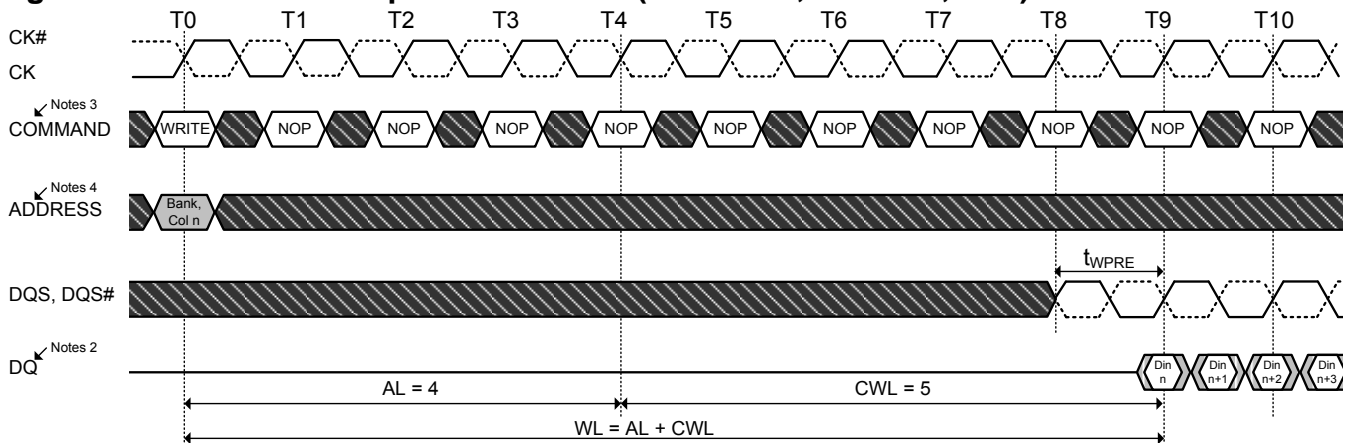 T0 T1 T2 T3 T4 T5 T6 T7 T8 T9 T10
CK#
CK
Notes 3
COMMAND WRITE NOP NOP NOP NOP NOP NOP NOP NOP NOP NOP
Notes 4
ADDRESS
Bank,
Col n
tWPRE
DQS, DQS#
Notes 2
DQ
Din n
Din n+1
Din n+2
Din n+3
AL = 4 CWL = 5
WL = AL + CWL